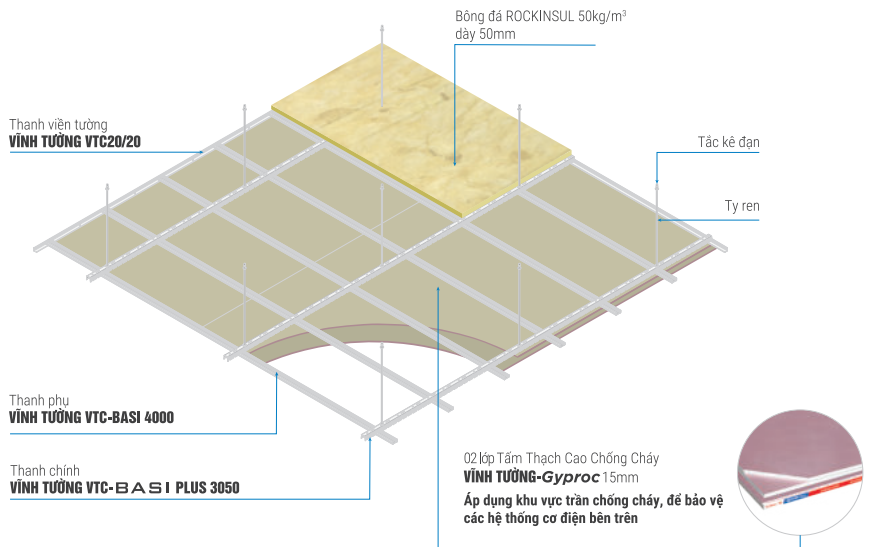 Bông đá ROCKINSUL 50kg/m³
dày 50mm
Thanh viền tường
VĨNH TƯỜNG VTC20/20
Tắc kê đạn
Ty ren
Thanh phụ
VĨNH TƯỜNG VTC-BASI 4000
Thanh chính
VĨNH TƯỜNG VTC-BASI PLUS 3050
02 lớp Tấm Thạch Cao Chống Cháy
VĨNH TƯỜNG-Gyproc 15mm
Áp dụng khu vực trần chống cháy, để bảo vệ
các hệ thống cơ điện bên trên